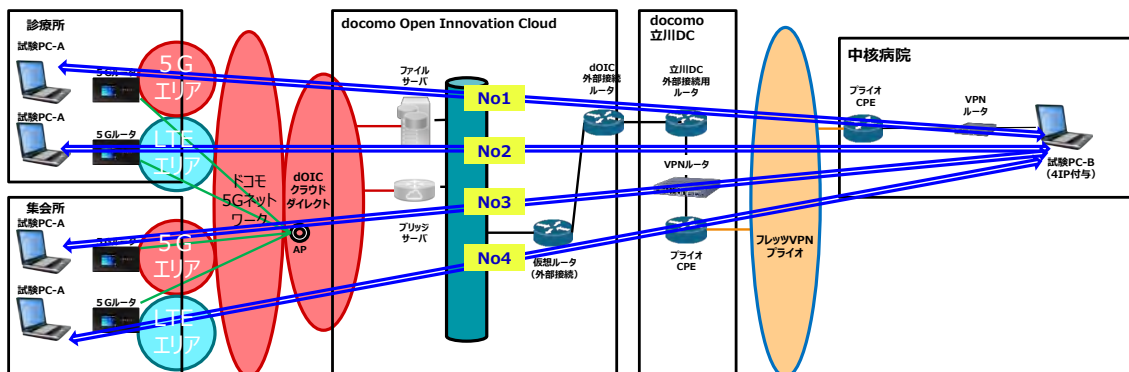 診療所
試験PC-A
5Gルータ
5G
エリア
試験PC-A
5Gルータ
LTE
エリア
集会所
試験PC-A
5Gルータ
5G
エリア
試験PC-A
5Gルータ
LTE
エリア
ドコモ
5Gネット
ワータ
dOIC
クラウド
ダイレクト
AP
docomo Open Innovation Cloud
ファイル
サーバ
ブリッジ
サーバ
No1
No2
No3
No4
dOIC
外部接続
ルータ
仮想ルータ
(外部接続)
docomo
立川DC
立川DC
外部接続用
ルータ
VPNルータ
プライオ
CPE
フレッツVPN
プライオ
中核病院
プライオ
CPE
VPN
ルータ
試験PC-B
(4IP付与)